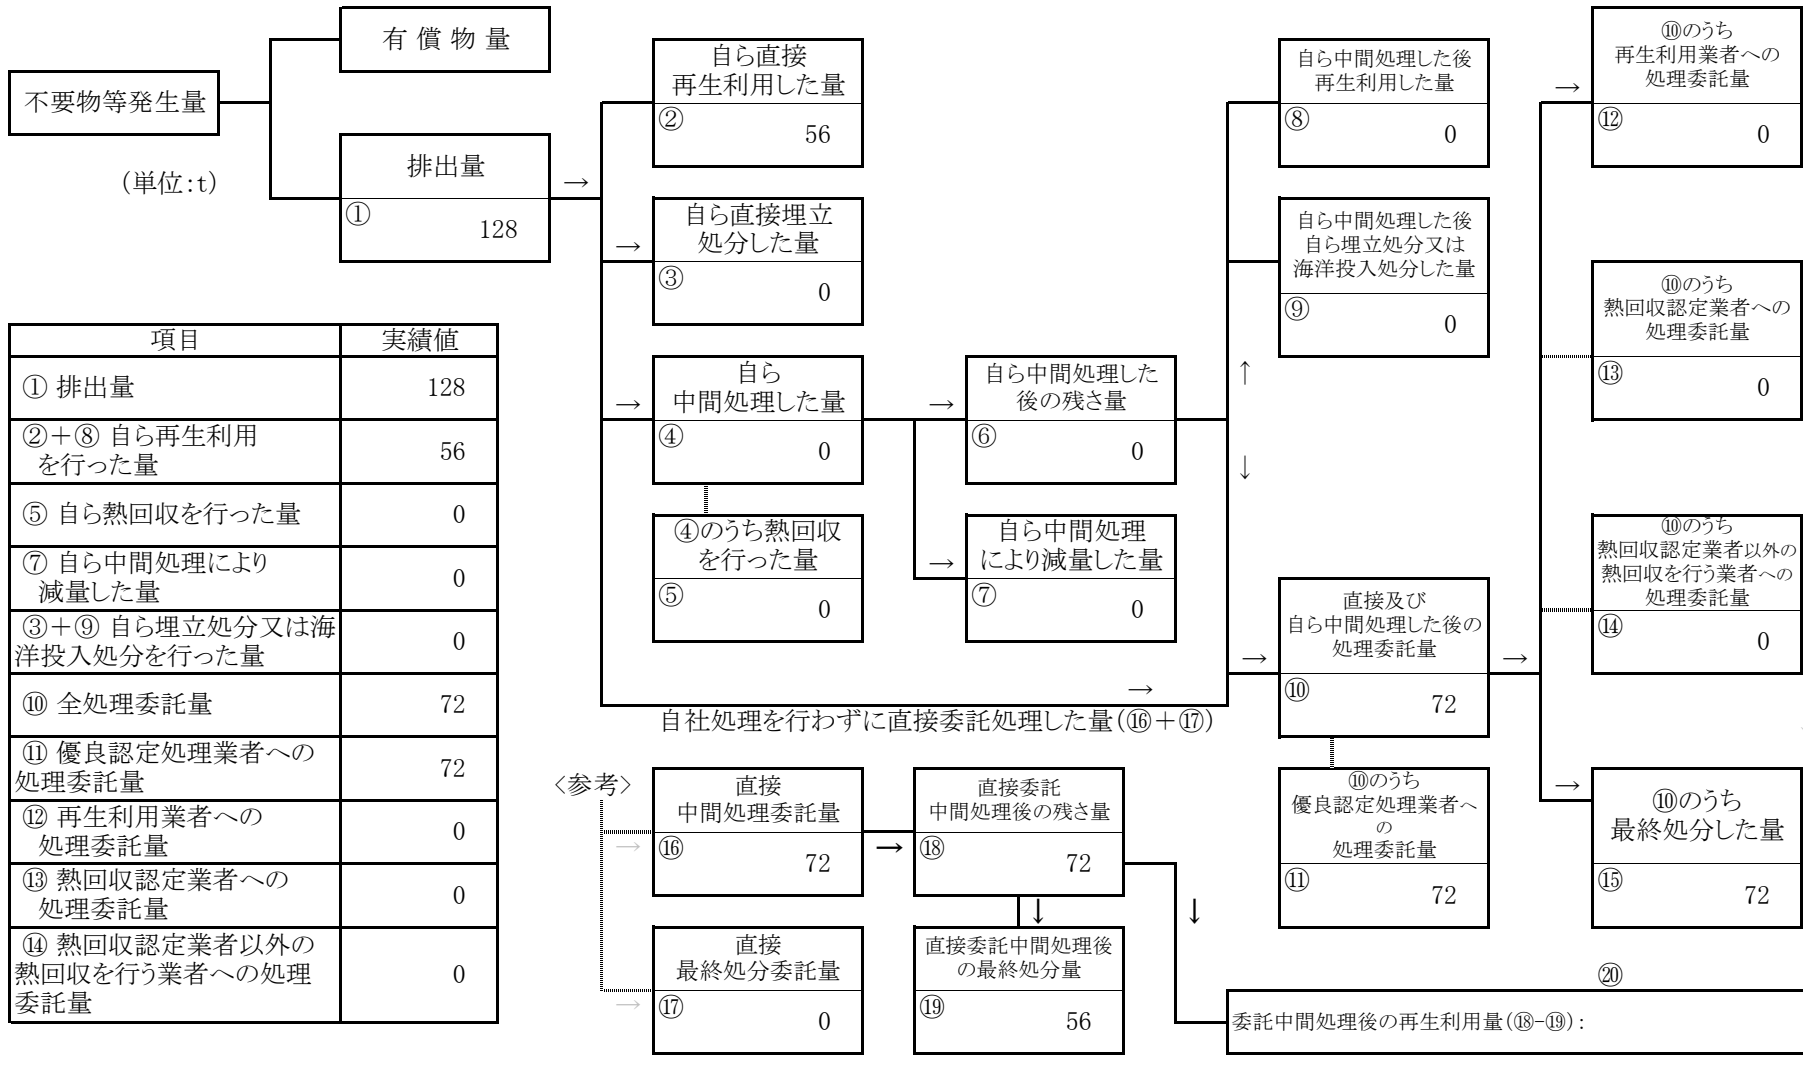 有 償 物 量
不要物等発生量
(単位:t)
排出量
①
128
→
自ら直接
再生利用した量
②
56
→
自ら直接埋立
処分した量
③
0
→
自ら
中間処理した量
④
0
④のうち熱回収
を行った量
⑤
0
→
自ら中間処理した
後の残さ量
⑥
0
→
自ら中間処理
により減量した量
⑦
0
↑
↓
自ら中間処理した後
再生利用した量
⑧
0
自ら中間処理した後
自ら埋立処分又は
海洋投入処分した量
⑨
0
→
直接及び
自ら中間処理した後の
処理委託量
⑩
72
⑩のうち
優良認定処理業者へ
の
処理委託量
⑪
72
→
→
⑩のうち
再生利用業者への
処理委託量
⑫
0
⑩のうち
熱回収認定業者への
処理委託量
⑬
0
⑩のうち
熱回収認定業者以外の
熱回収を行う業者への
処理委託量
⑭
0
→
⑩のうち
最終処分した量
⑮
72
→
自社処理を行わずに直接委託処理した量(⑯+⑰)
<参考>
→
直接
中間処理委託量
⑯
72
→
直接委託
中間処理後の残さ量
⑱
72
↓
↓
→
直接
最終処分委託量
⑰
0
直接委託中間処理後
の最終処分量
⑲
56
⑳
委託中間処理後の再生利用量(⑱-⑲):
項目 実績値
① 排出量 128
②+⑧ 自ら再生利用
を行った量 56
⑤ 自ら熱回収を行った量 0
⑦ 自ら中間処理により
減量した量 0
③+⑨ 自ら埋立処分又は海
洋投入処分を行った量 0
⑩ 全処理委託量 72
⑪ 優良認定処理業者への
処理委託量 72
⑫ 再生利用業者への
処理委託量 0
⑬ 熱回収認定業者への
処理委託量 0
⑭ 熱回収認定業者以外の
熱回収を行う業者への処理
委託量 0